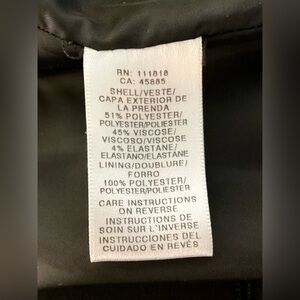 RN: 111818
CA: 45885
SHELL/VESTE/
CAPA EXTERIOR DE
LA PRENDA
51% POLYESTER/
POLYESTER/POLIESTER
45% VISCOSE/
VISCOSE/VISCOSO
4% ELASTANE/
ELASTANO/ELASTANE
LINING/DOUBLURE/
FORRO
100% POLYESTER/
POLYESTER/POLIESTER
CARE INSTRUCTIONS
ON REVERSE
INSTRUCTIONS DE
SOIN SUR L'INVERSE
INSTRUCCIONES DEL
CUIDADO EN REVÉS